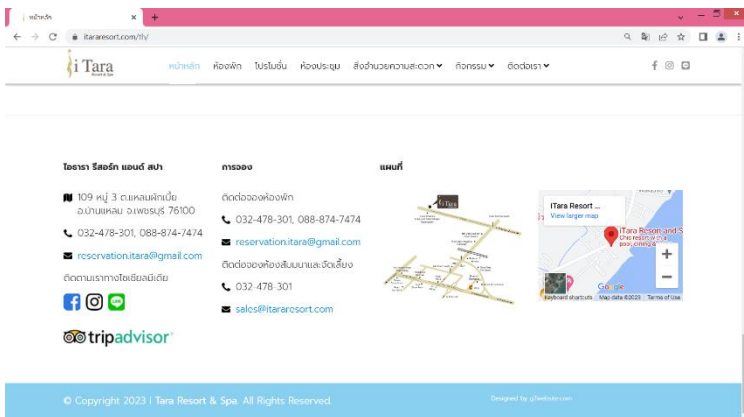 หน้าหลัก
itararesort.com/th/
i Tara
Resort & Spa
หน้าหลัก ห้องพัก โปรโมชั่น ห้องประชุม สิ่งอำนวยความสะดวก กิจกรรม ติดต่อเรา
ไอธารา รีสอร์ท แอนด์ สปา
109 หมู่ 3 ต.แหลมผักเบี้ย
อ.บ้านแหลม จ.เพชรบุรี 76100
032-478-301, 088-874-7474
reservation.itara@gmail.com
ติดตามเราทางโซเชียลมีเดีย
tripadvisor
การจอง
ติดต่อจองห้องพัก
032-478-301, 088-874-7474
reservation.itara@gmail.com
ติดต่อจองห้องสัมมนาและจัดเลี้ยง
032-478-301
sales@itararesort.com
แผนที่
iTara
ITara Resort ...
View larger map
ITara Resort and S
Chic resort with a
pool, dining &
Google
Keyboard shortcuts Map data ©2023 Terms of Use
© Copyright 2023 I Tara Resort & Spa. All Rights Reserved.